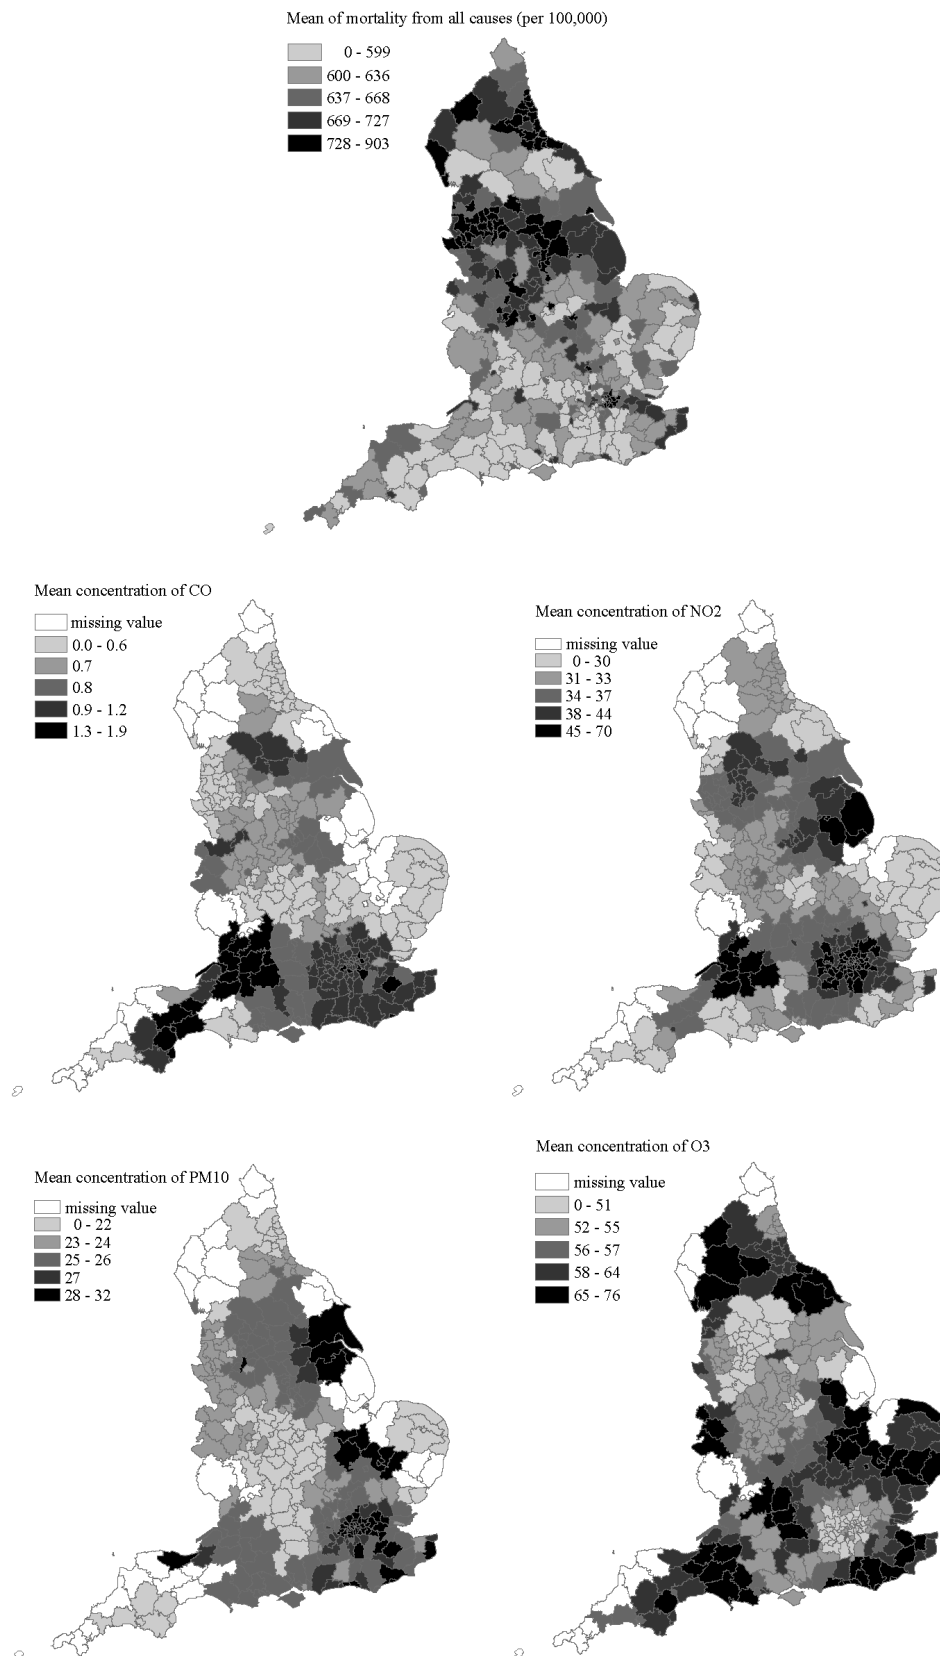 Mean of mortality from all causes (per 100,000)
0 - 599
600 - 636
637 - 668
669 - 727
728 - 903
Mean concentration of CO
missing value
0.0 - 0.6
0.7
0.8
0.9 - 1.2
1.3 - 1.9
Mean concentration of NO2
missing value
0 - 30
31 - 33
34 - 37
38 - 44
45 - 70
Mean concentration of PM10
missing value
0 - 22
23 - 24
25 - 26
27
28 - 32
Mean concentration of O3
missing value
0 - 51
52 - 55
56 - 57
58 - 64
65 - 76